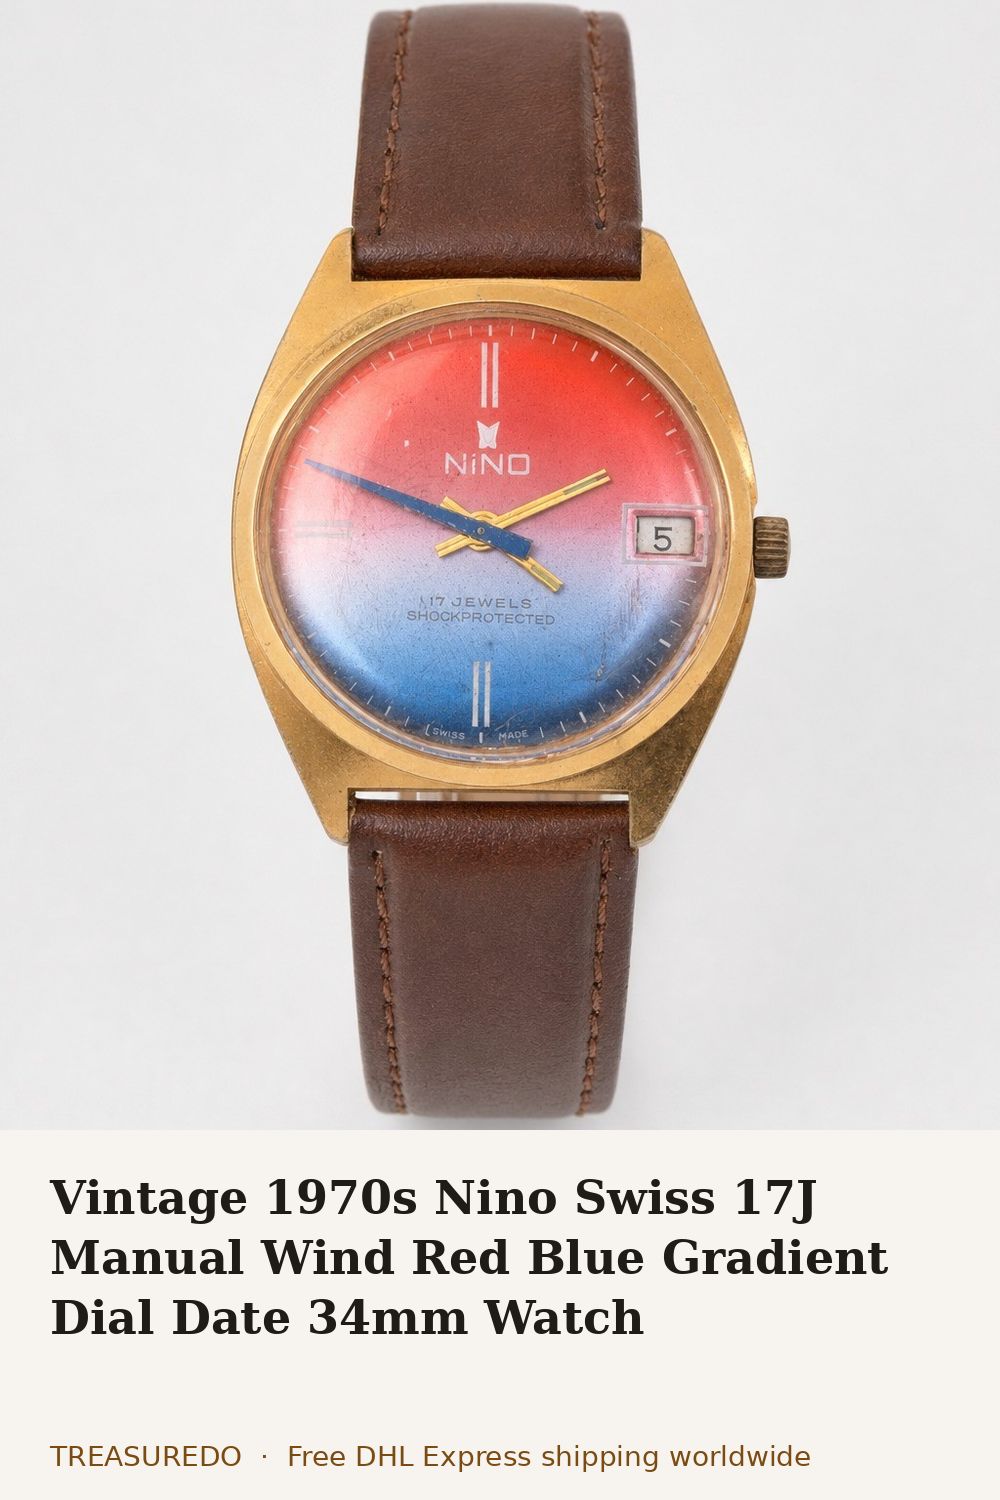 NiNO
5
17 JEWELS
SHOCKPROTECTED
SWISS MADE
Vintage 1970s Nino Swiss 17J
Manual Wind Red Blue Gradient
Dial Date 34mm Watch
TREASUREDO · Free DHL Express shipping worldwide